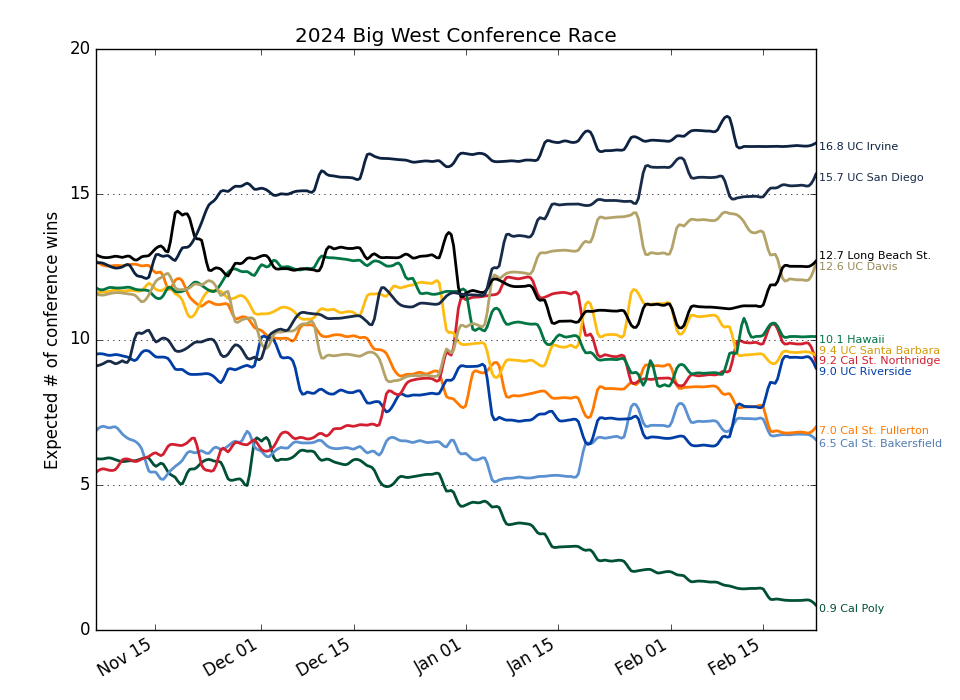 2024 Big West Conference Race
Expected # of conference wins
20
15
10
5
0
Nov 15
Dec 01
Dec 15
Jan 01
Jan 15
Feb 01
Feb 15
16.8 UC Irvine
15.7 UC San Diego
12.7 Long Beach St.
12.6 UC Davis
10.1 Hawaii
9.4 UC Santa Barbara
9.2 Cal St. Northridge
9.0 UC Riverside
7.0 Cal St. Fullerton
6.5 Cal St. Bakersfield
0.9 Cal Poly